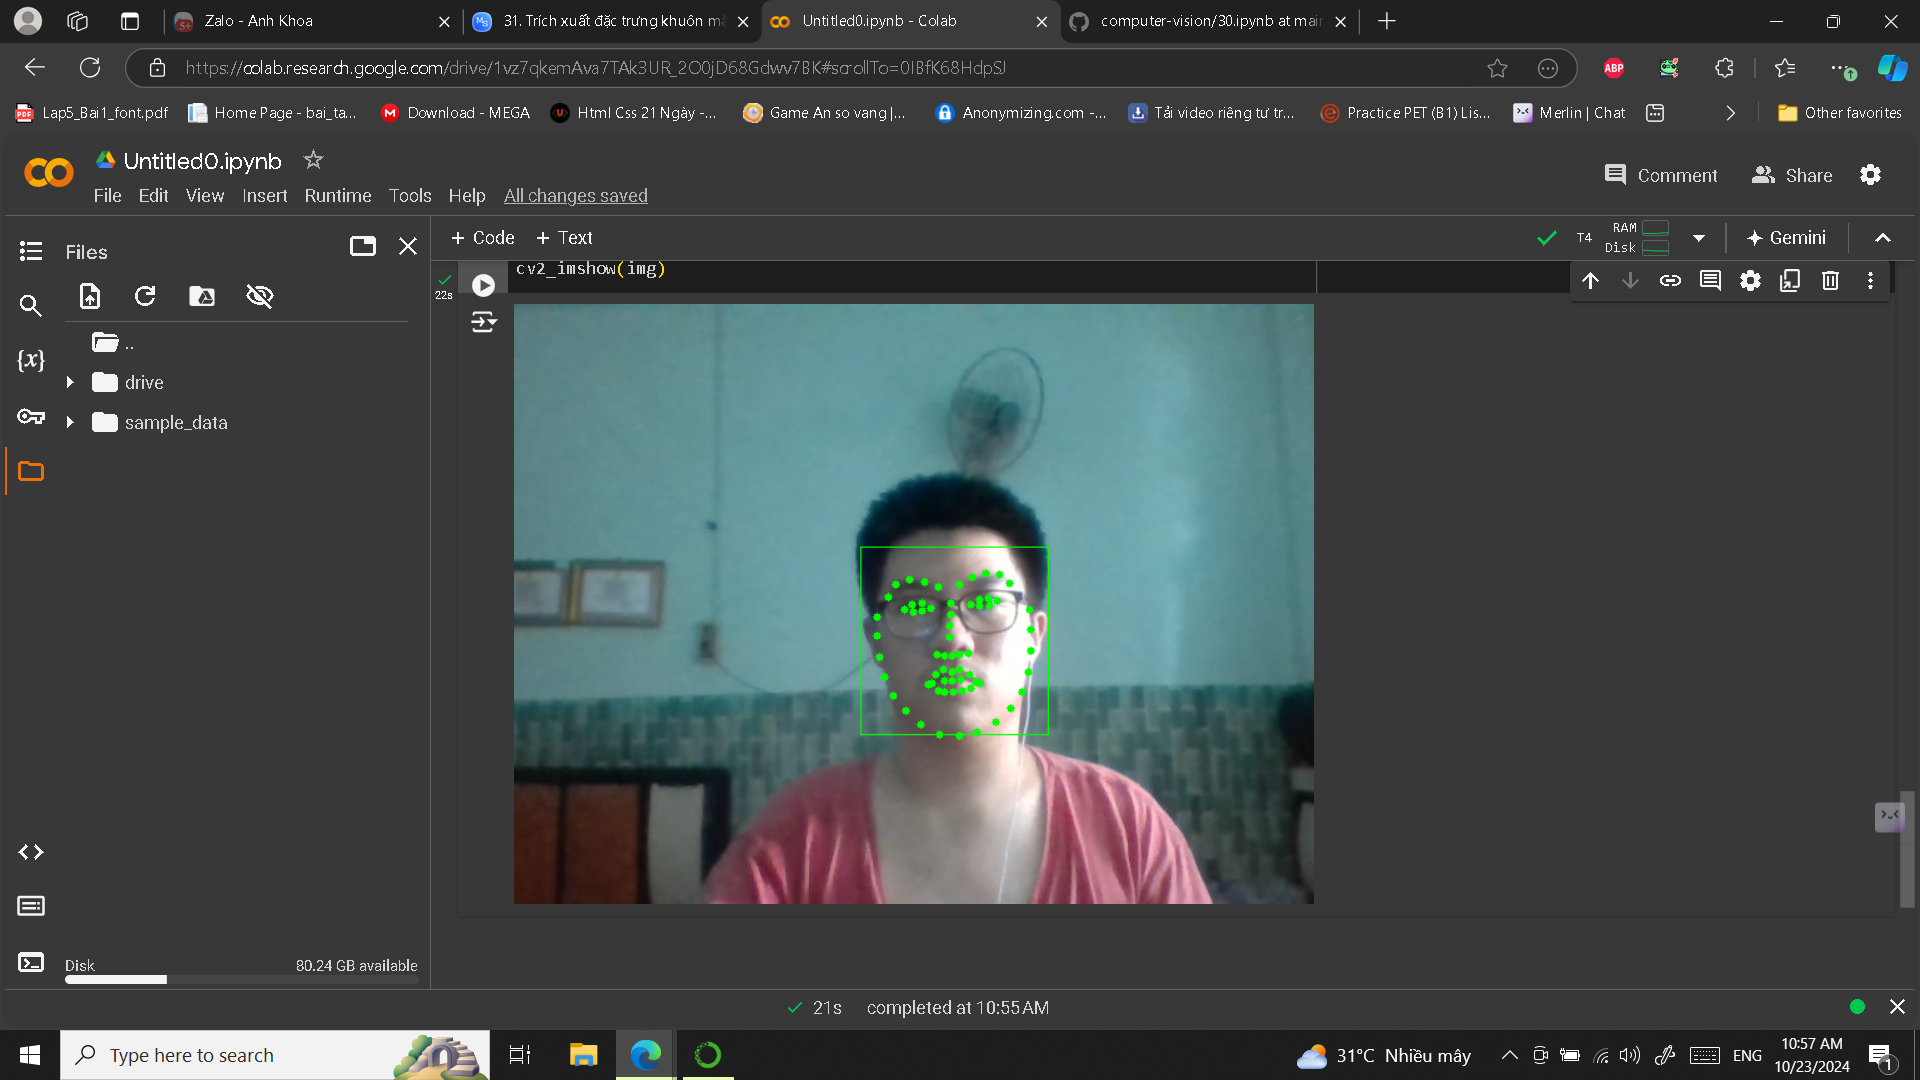 Zalo - Anh Khoa
31. Trích xuất đặc trưng khuôn mă
Untitled0.ipynb - Colab
computer-vision/30.ipynb at main
https://colab.research.google.com/drive/1vz7qkemAva7TAk3UR_2O0jD68Gdwv7BK#scrollTo=0IBfK68HdpSJ
ABP
Lap5_Bai1_font.pdf
Home Page - bai_ta...
Download - MEGA
Html Css 21 Ngày -...
Game An so vang |...
Anonymizing.com -...
Tải video riêng tư tr...
Practice PET (B1) Lis...
Merlin | Chat
Other favorites
Untitled0.ipynb
Comment
Share
File Edit View Insert Runtime Tools Help All changes saved
Files
+ Code + Text
T4
RAM
Disk
Gemini
cv2_imshow(img)
22s
..
{x}
drive
sample_data
Disk
80.24 GB available
21s completed at 10:55 AM
Type here to search
31°C Nhiều mây
ENG
10:57 AM
10/23/2024
1